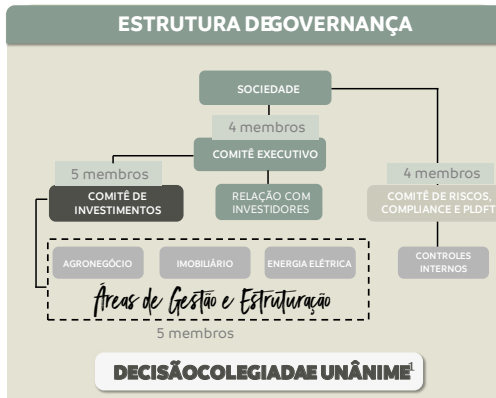 ESTRUTURA DEGOVERNANÇA
SOCIEDADE
4 membros
COMITÊ EXECUTIVO
5 membros
COMITÊ DE
INVESTIMENTOS
RELAÇÃO COM
INVESTIDORES
4 membros
COMITÊ DE RISCOS,
COMPLIANCE E PLDFT
AGRONEGÓCIO
IMOBILIÁRIO
ENERGIA ELÉTRICA
CONTROLES
INTERNOS
Áreas de Gestão e Estruturação
5 membros
DECISÃOCOLEGIADAE UNÂNIME¹